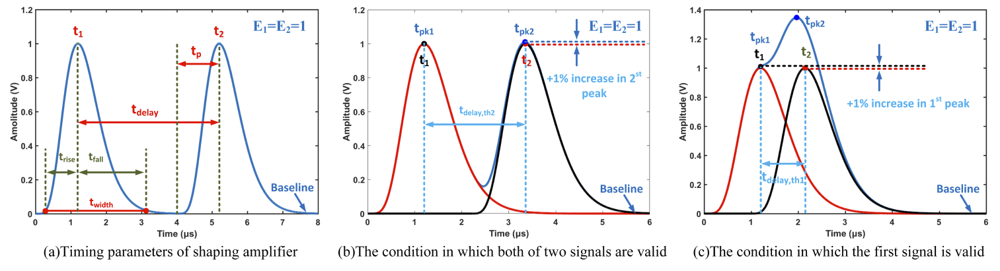 1.2
1
0.8
0.6
0.4
0.2
0
Amolitude (V)
t1
t2
E1=E2=1
tp
tdelay
trise
tfall
twidth
Baseline
0 1 2 3 4 5 6 7 8
Time (μs)
(a)Timing parameters of shaping amplifier
1.2
1
0.8
0.6
0.4
0.2
0
Amplitude (V)
tpk1
tpk2
E1=E2=1
t1
t2
+1% increase in 2st
peak
tdelay,th2
Baseline
0 1 2 3 4 5 6
Time (μs)
(b)The condition in which both of two signals are valid
1.4
1.2
1
0.8
0.6
0.4
0.2
0
Amplitude (V)
tpk1
tpk2
E1=E2=1
t1
t2
+1% increase in 1st peak
tdelay,th1
Baseline
0 1 2 3 4 5 6
Time (μs)
(c)The condition in which the first signal is valid